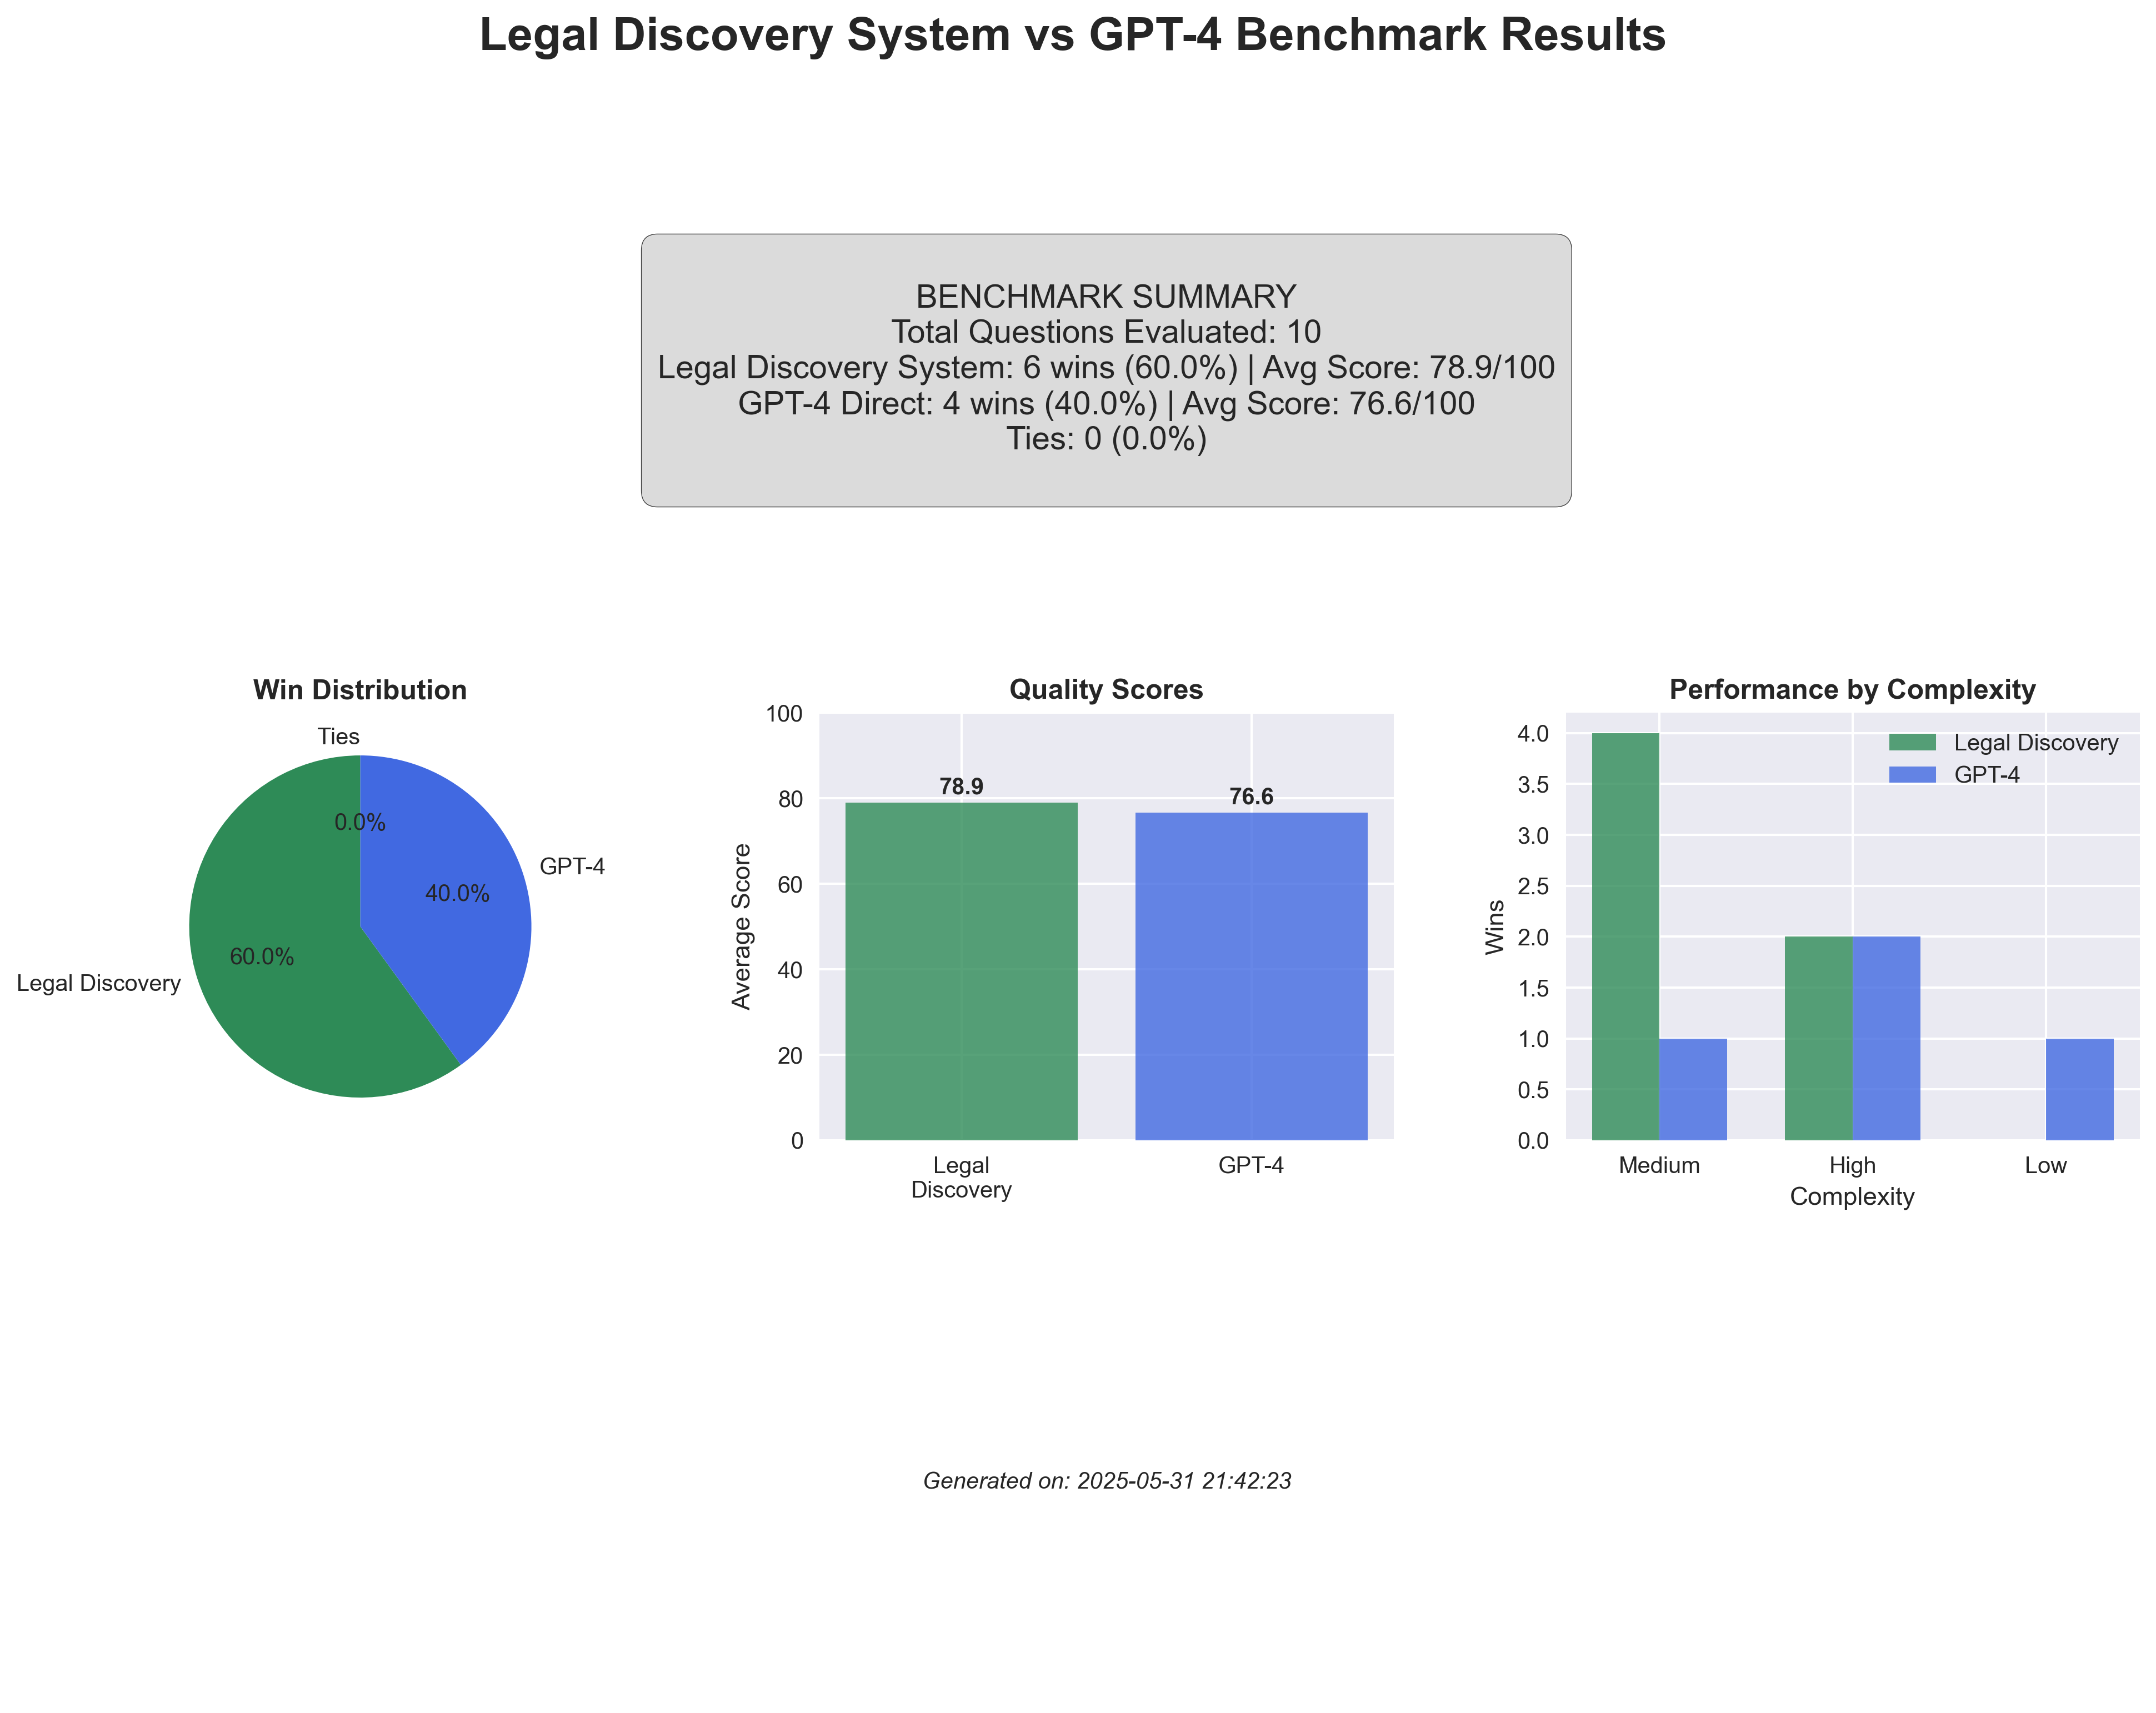 Legal Discovery System vs GPT-4 Benchmark Results
BENCHMARK SUMMARY
Total Questions Evaluated: 10
Legal Discovery System: 6 wins (60.0%) | Avg Score: 78.9/100
GPT-4 Direct: 4 wins (40.0%) | Avg Score: 76.6/100
Ties: 0 (0.0%)
Win Distribution
Ties
0.0%
GPT-4
40.0%
60.0%
Legal Discovery
Quality Scores
100
80
60
40
20
0
Average Score
78.9
76.6
Legal
Discovery
GPT-4
Performance by Complexity
4.0
3.5
3.0
2.5
2.0
1.5
1.0
0.5
0.0
Wins
Legal Discovery
GPT-4
Medium
High
Low
Complexity
Generated on: 2025-05-31 21:42:23